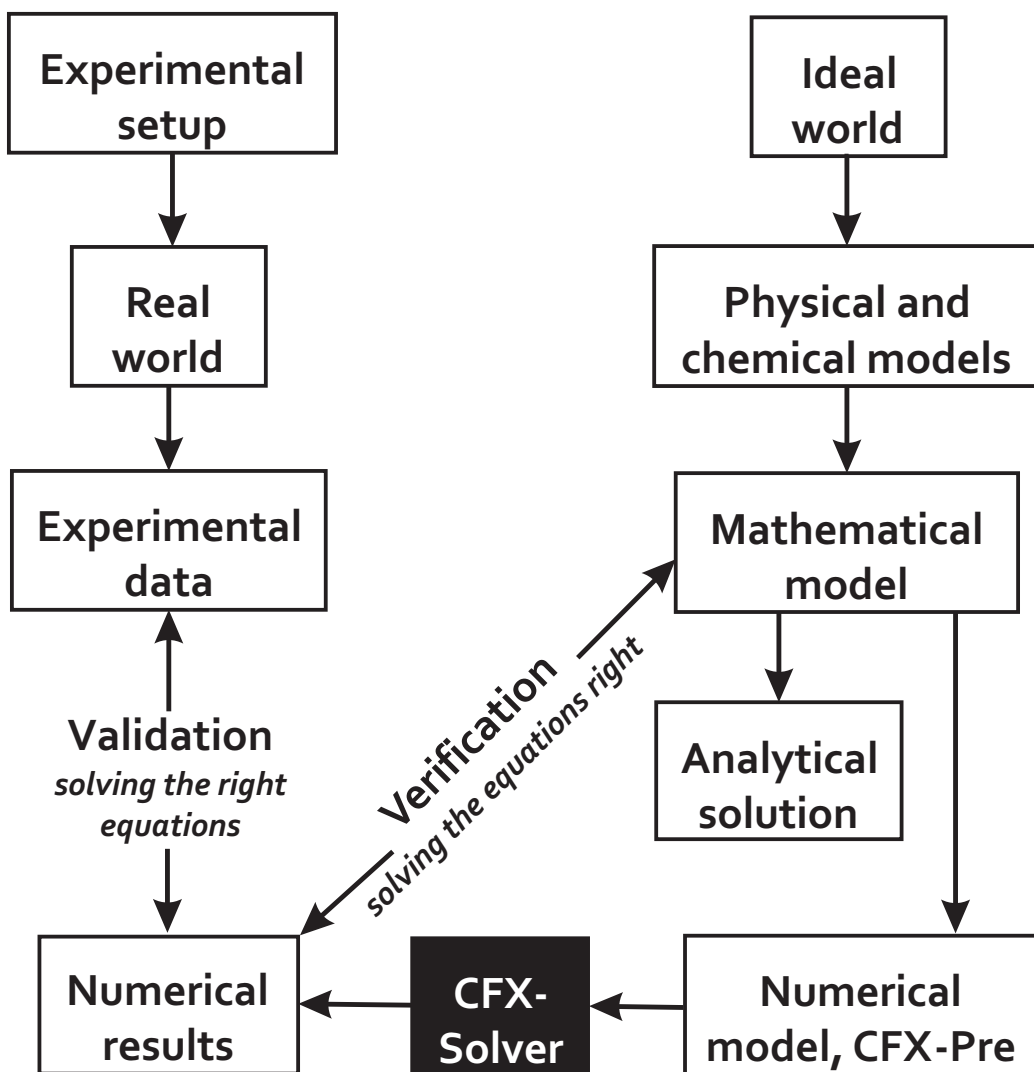 Experimental
setup
Ideal
world
Real
world
Physical and
chemical models
Experimental
data
Mathematical
model
Validation
solving the right
equations
Verification
solving the equations right
Analytical
solution
Numerical
results
CFX-
Solver
Numerical
model, CFX-Pre